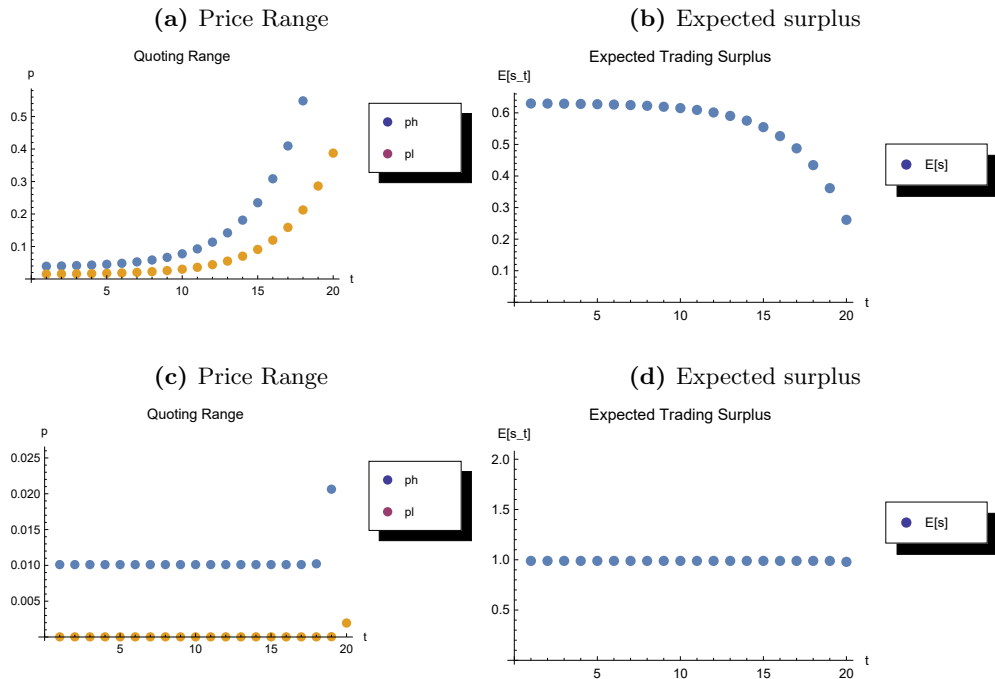 (a) Price Range
(b) Expected surplus
Quoting Range
p
0.5
0.4
0.3
0.2
0.1
5
10
15
20
t
ph
pl
Expected Trading Surplus
E[s_t]
0.6
0.5
0.4
0.3
0.2
0.1
5
10
15
20
t
E[s]
(c) Price Range
(d) Expected surplus
Quoting Range
p
0.025
0.020
0.015
0.010
0.005
5
10
15
20
t
ph
pl
Expected Trading Surplus
E[s_t]
2.0
1.5
1.0
0.5
5
10
15
20
t
E[s]